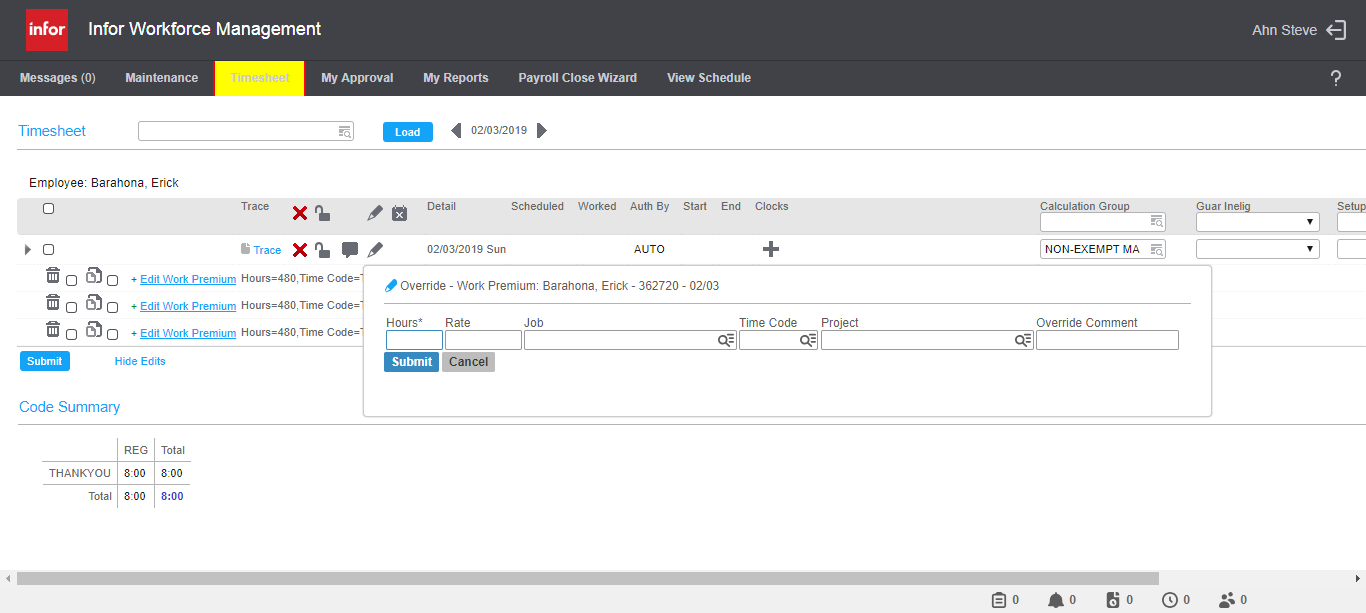 infor Infor Workforce Management Ahn Steve
Messages (0) Maintenance Timesheet My Approval My Reports Payroll Close Wizard View Schedule ?
Timesheet Load 02/03/2019
Employee: Barahona, Erick
Trace Detail Scheduled Worked Auth By Start End Clocks Calculation Group Guar Inelig Setup
Trace 02/03/2019 Sun AUTO NON-EXEMPT MA
+ Edit Work Premium Hours=480,Time Code=T
+ Edit Work Premium Hours=480,Time Code=T
+ Edit Work Premium Hours=480,Time Code=T
Override - Work Premium: Barahona, Erick - 362720 - 02/03
Hours* Rate Job Time Code Project Override Comment
Submit Cancel
Submit Hide Edits
Code Summary
REG Total
THANKYOU 8:00 8:00
Total 8:00 8:00
0 0 0 0 0